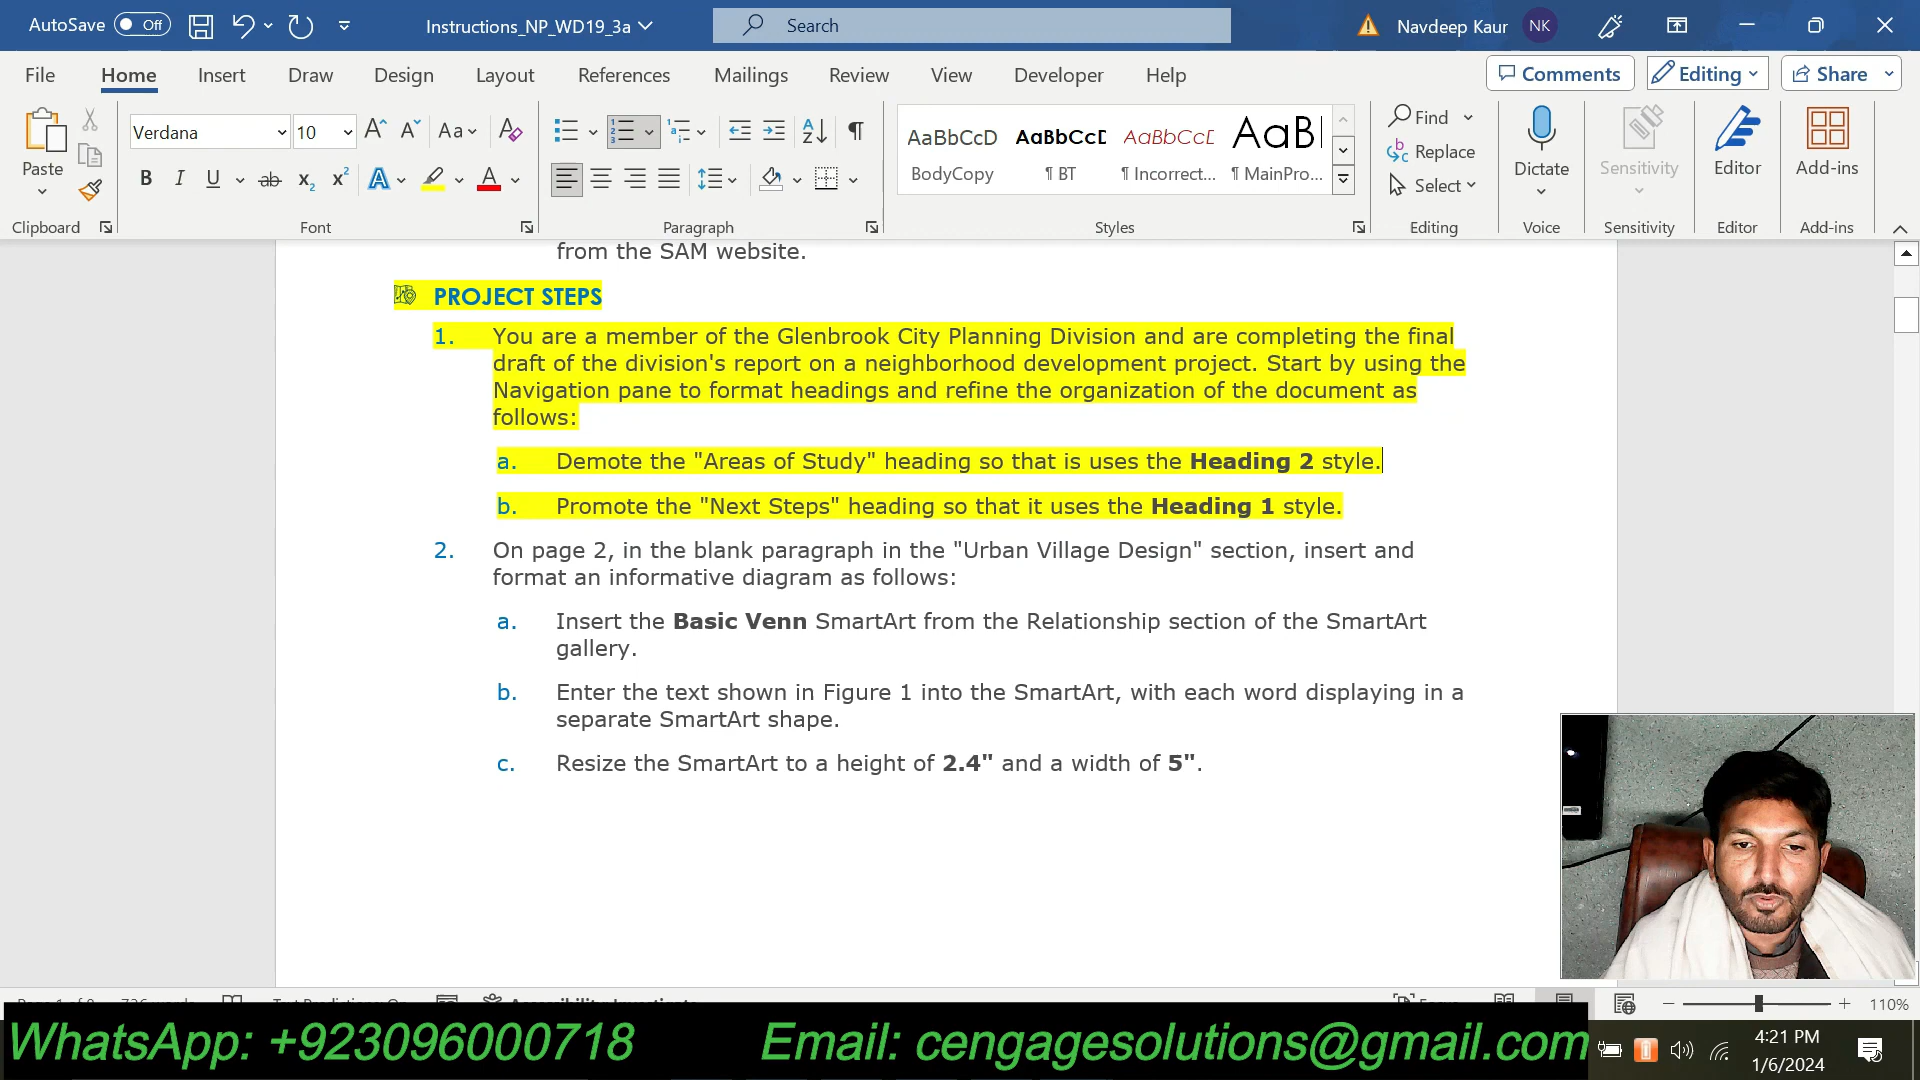 AutoSave Off Instructions_NP_WD19_3a Search Navdeep Kaur NK
File Home Insert Draw Design Layout References Mailings Review View Developer Help Comments Editing Share
Paste Verdana 10 Aa AaBbCcD AaBbCcD AaBbCcD AaB Find Replace Select Dictate Sensitivity Editor Add-ins
BodyCopy ¶ BT ¶ Incorrect... ¶ MainPro...
Clipboard Font Paragraph Styles Editing Voice Sensitivity Editor Add-ins
from the SAM website.
PROJECT STEPS
1. You are a member of the Glenbrook City Planning Division and are completing the final
draft of the division's report on a neighborhood development project. Start by using the
Navigation pane to format headings and refine the organization of the document as
follows:
a. Demote the "Areas of Study" heading so that is uses the Heading 2 style.
b. Promote the "Next Steps" heading so that it uses the Heading 1 style.
2. On page 2, in the blank paragraph in the "Urban Village Design" section, insert and
format an informative diagram as follows:
a. Insert the Basic Venn SmartArt from the Relationship section of the SmartArt
gallery.
b. Enter the text shown in Figure 1 into the SmartArt, with each word displaying in a
separate SmartArt shape.
c. Resize the SmartArt to a height of 2.4" and a width of 5".
110%
WhatsApp: +923096000718 Email: cengagesolutions@gmail.com
4:21 PM
1/6/2024